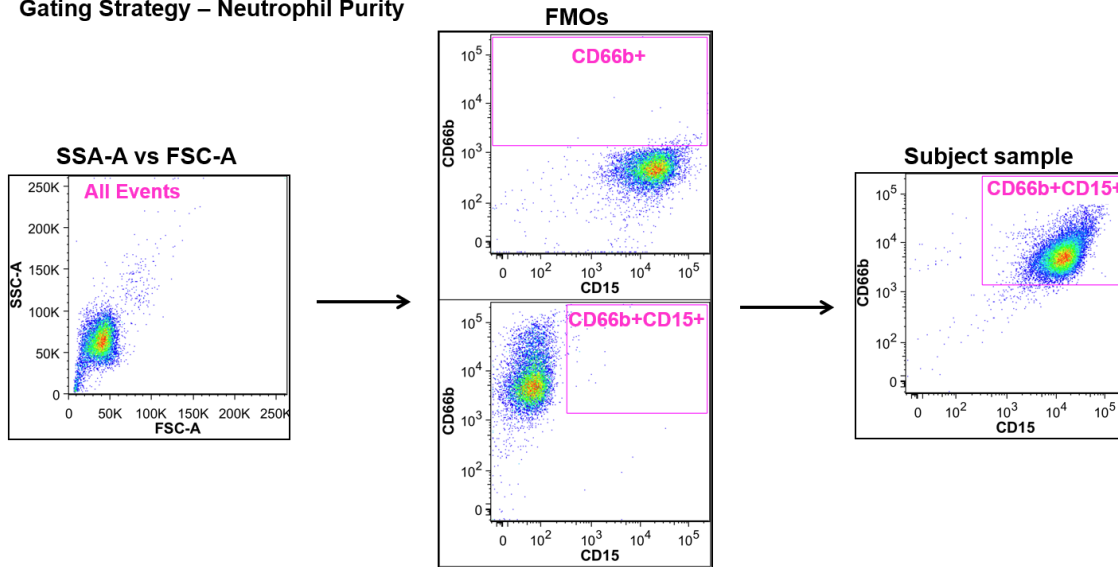 Gating Strategy – Neutrophil Purity
FMOs
SSA-A vs FSC-A
All Events
250K
200K
150K
100K
50K
0
SSC-A
0 50K 100K 150K 200K 250K
FSC-A
CD66b+
10^5
10^4
10^3
10^2
0
CD66b
0 10^2 10^3 10^4 10^5
CD15
CD66b+CD15+
10^5
10^4
10^3
10^2
0
CD66b
0 10^2 10^3 10^4 10^5
CD15
Subject sample
CD66b+CD15+
10^5
10^4
10^3
10^2
0
CD66b
0 10^2 10^3 10^4 10^5
CD15